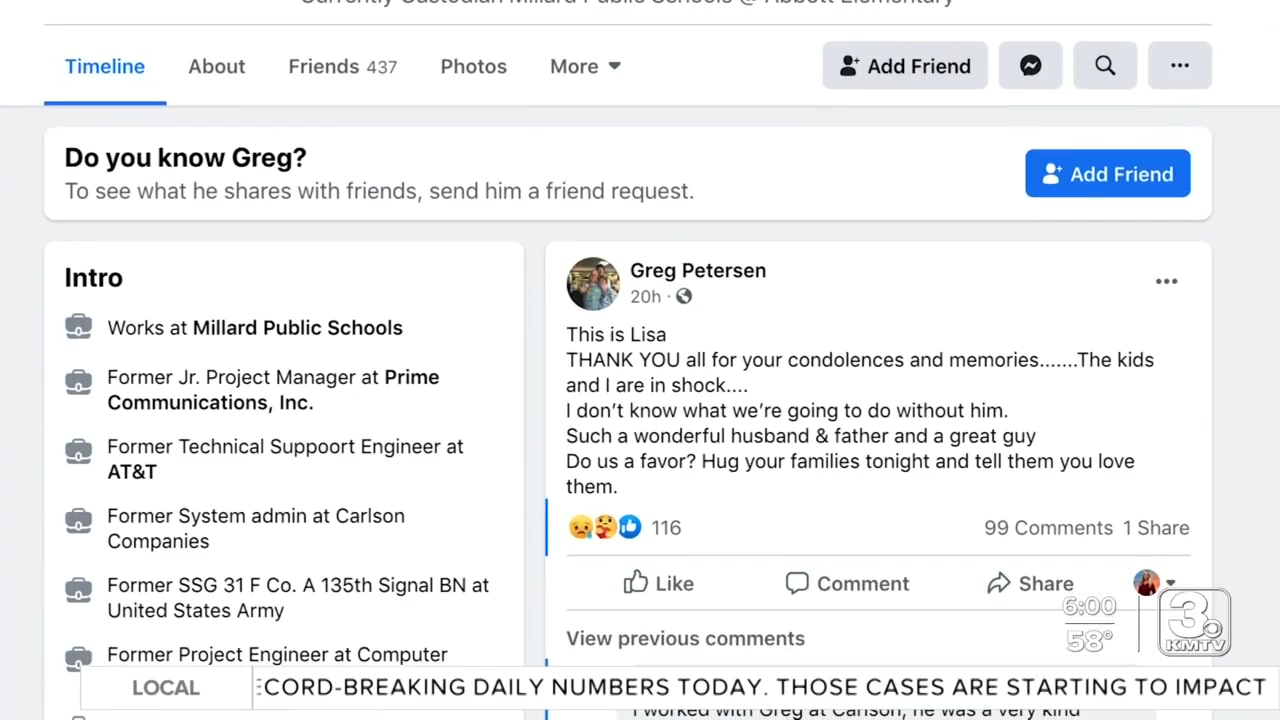 Currently Custodian Millard Public Schools @ Abbott Elementary
Timeline
About
Friends 437
Photos
More
Add Friend
Do you know Greg?
To see what he shares with friends, send him a friend request.
Add Friend
Intro
Works at Millard Public Schools
Former Jr. Project Manager at Prime
Communications, Inc.
Former Technical Suppoort Engineer at
AT&T
Former System admin at Carlson
Companies
Former SSG 31 F Co. A 135th Signal BN at
United States Army
Former Project Engineer at Computer
Greg Petersen
20h
This is Lisa
THANK YOU all for your condolences and memories.......The kids
and I are in shock....
I don't know what we're going to do without him.
Such a wonderful husband & father and a great guy
Do us a favor? Hug your families tonight and tell them you love
them.
116
99 Comments 1 Share
Like
Comment
Share
View previous comments
I worked with Greg at Carlson, he was a very kind
6:00
58°
3
KMTV
LOCAL
CORD-BREAKING DAILY NUMBERS TODAY. THOSE CASES ARE STARTING TO IMPACT